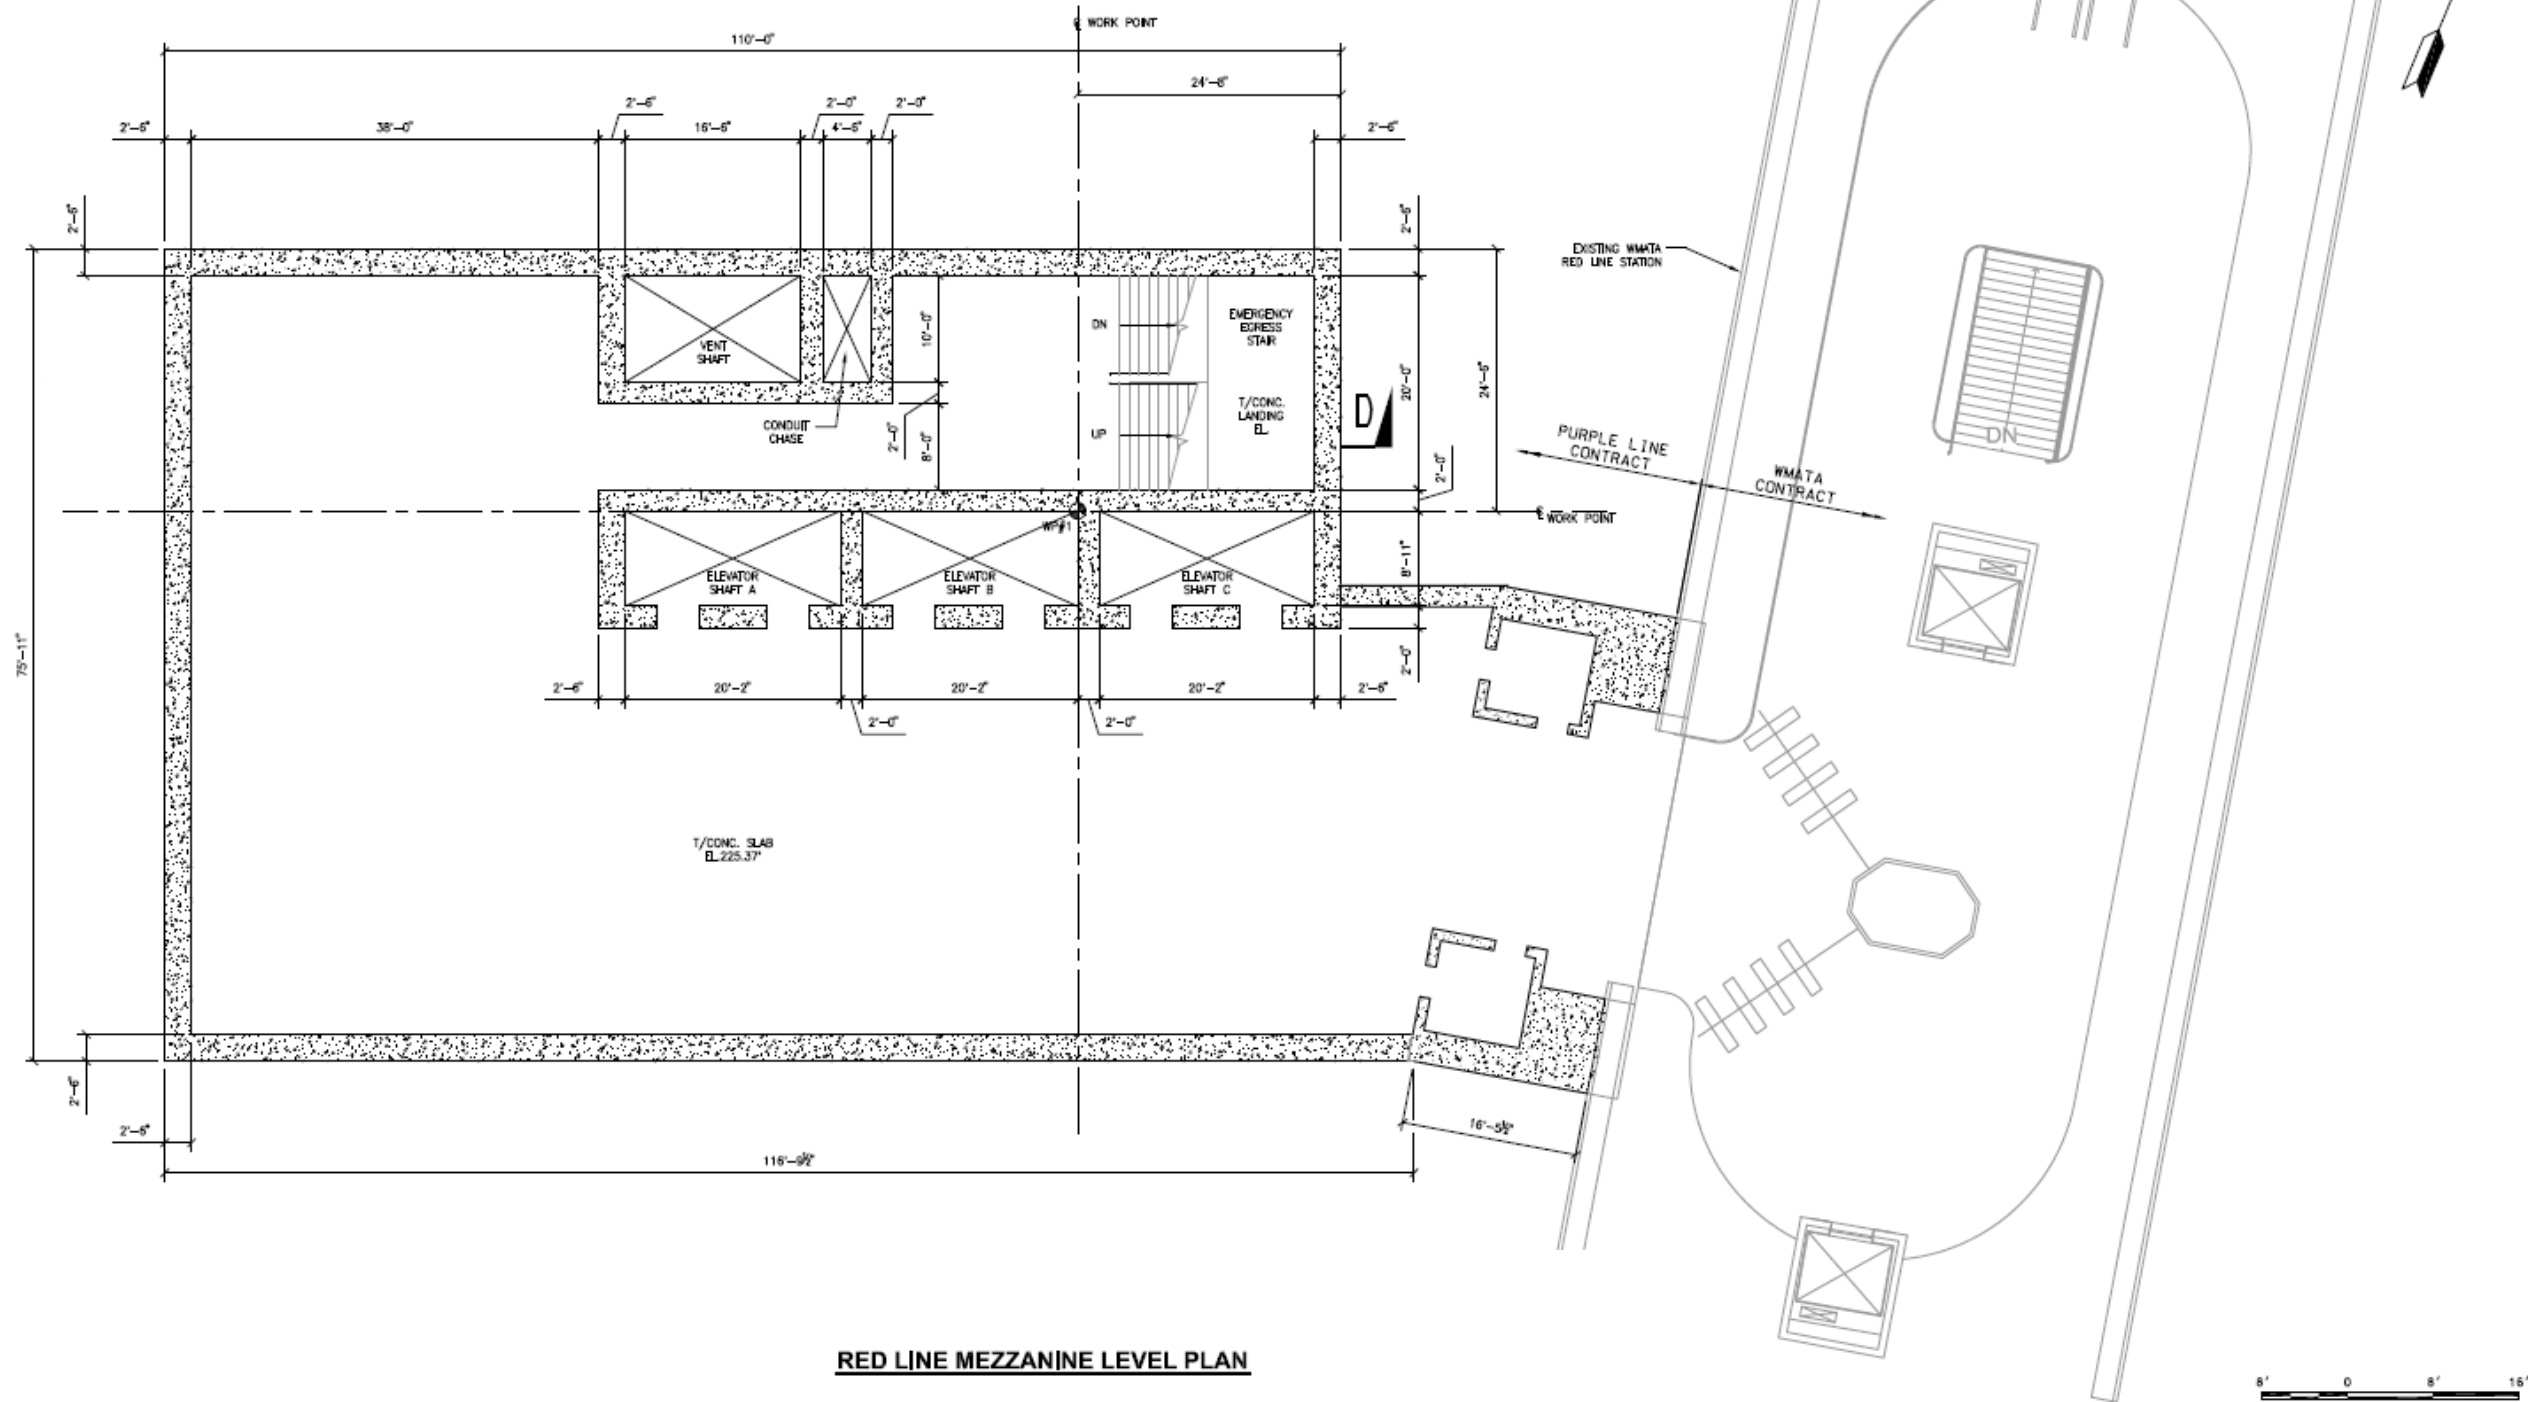 ℄ WORK POINT
110'-0"
24'-8"
2'-6"
2'-0"
2'-0"
2'-6"
38'-0"
16'-6"
4'-6"
2'-6"
2'-6"
2'-6"
EXISTING WMATA
RED LINE STATION
VENT
SHAFT
10'-0"
DN
EMERGENCY
EGRESS
STAIR
20'-0"
24'-6"
CONDUIT
CHASE
2'-0"
8'-0"
UP
T/CONC.
LANDING
EL.
D
PURPLE LINE
CONTRACT
WMATA
CONTRACT
DN
2'-0"
℄ WORK POINT
WP#1
8'-11"
ELEVATOR
SHAFT A
ELEVATOR
SHAFT B
ELEVATOR
SHAFT C
75'-11"
2'-0"
2'-6"
20'-2"
20'-2"
20'-2"
2'-6"
2'-0"
2'-0"
T/CONC. SLAB
EL.225.37'
2'-6"
2'-6"
16'-5½"
116'-9½"
RED LINE MEZZANINE LEVEL PLAN
8' 0 8' 16'